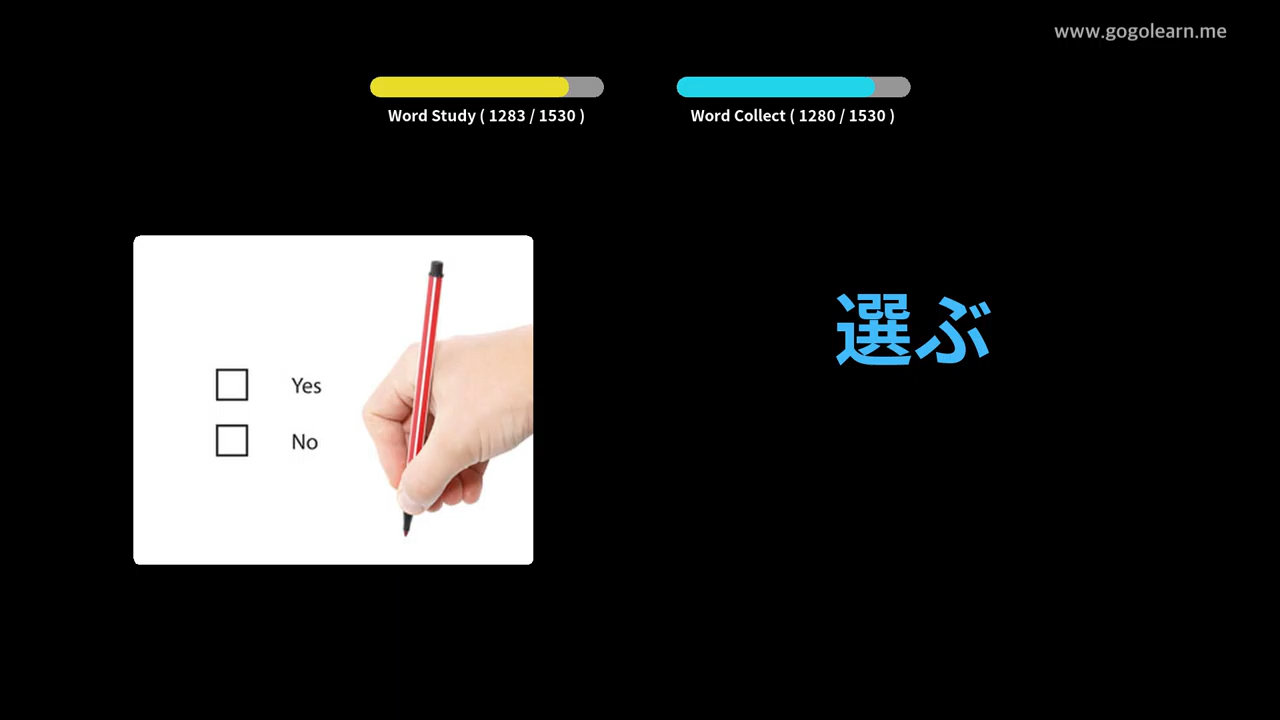 www.gogolearn.me
Word Study ( 1283 / 1530 )
Word Collect ( 1280 / 1530 )
Yes
No
選ぶ